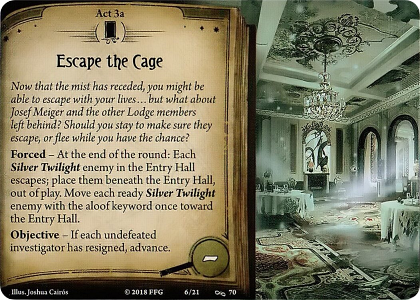 Act 3a
Escape the Cage
Now that the mist has receded, you might be
able to escape with your lives… but what about
Josef Meiger and the other Lodge members
left behind? Should you stay to make sure they
escape, or flee while you have the chance?
Forced – At the end of the round: Each
Silver Twilight enemy in the Entry Hall
escapes; place them beneath the Entry Hall,
out of play. Move each ready Silver Twilight
enemy with the aloof keyword once toward
the Entry Hall.
Objective – If each undefeated
investigator has resigned, advance.
–
Illus. Joshua Cairós
© 2018 FFG
6/21
70